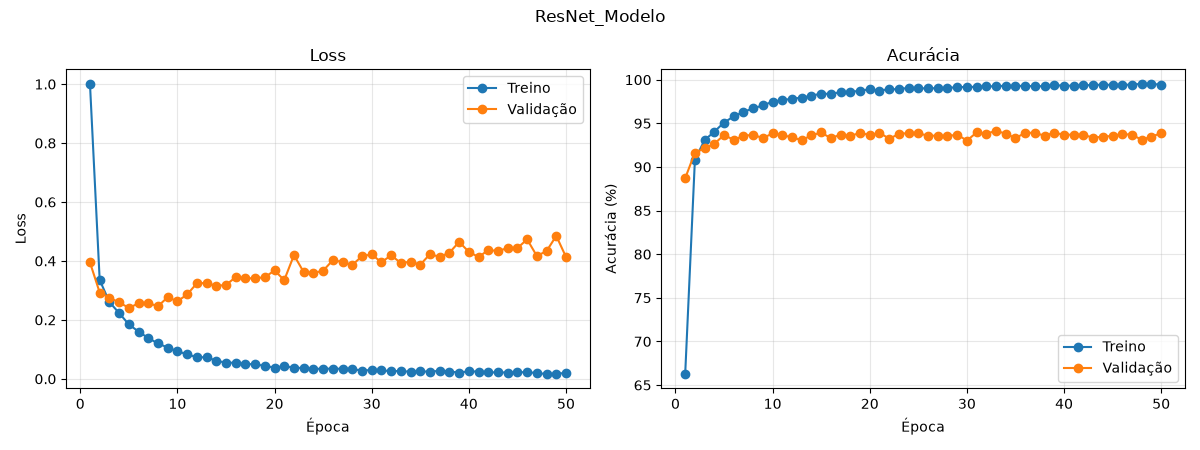 ResNet_Modelo
Loss
Loss
1.0
0.8
0.6
0.4
0.2
0.0
0 10 20 30 40 50
Época
Treino
Validação
Acurácia
Acurácia (%)
100
95
90
85
80
75
70
65
0 10 20 30 40 50
Época
Treino
Validação